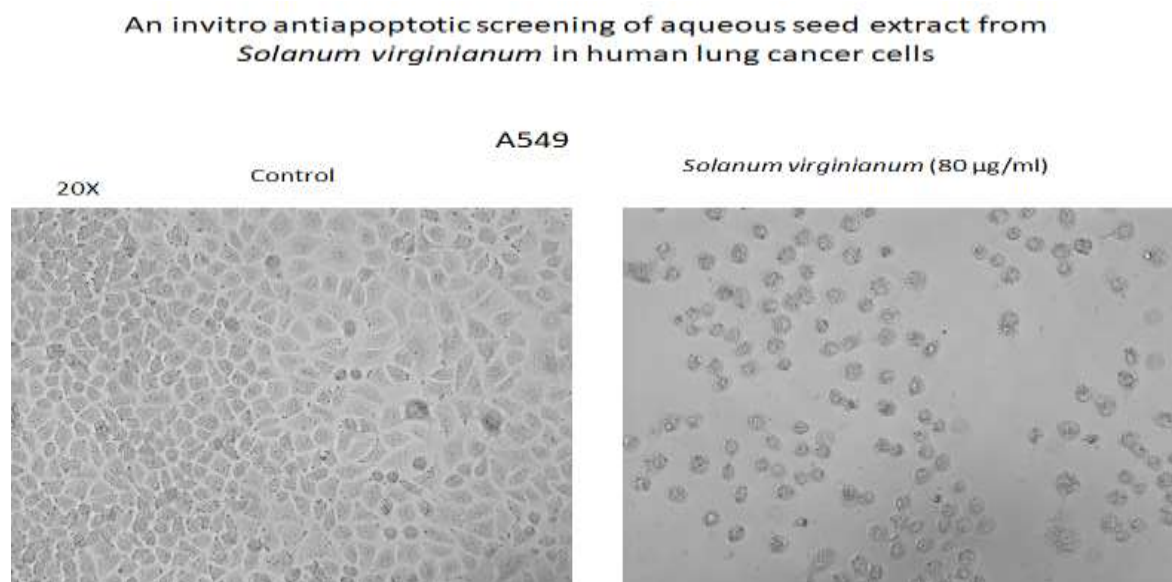 An invitro antiapoptotic screening of aqueous seed extract from
Solanum virginianum in human lung cancer cells
A549
Control
Solanum virginianum (80 µg/ml)
20X